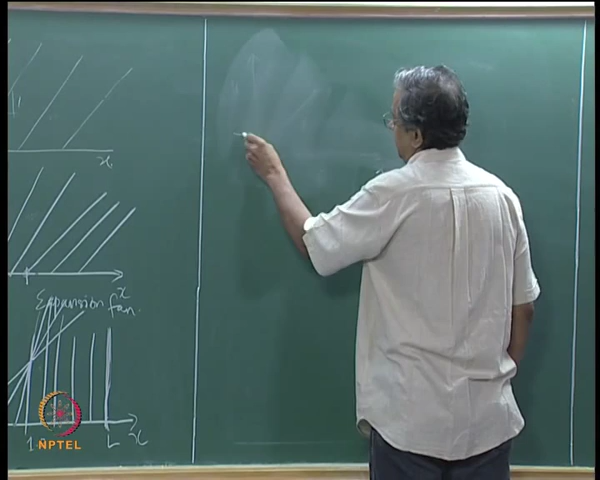 x
x
Expansion fan.
1 L x
NPTEL